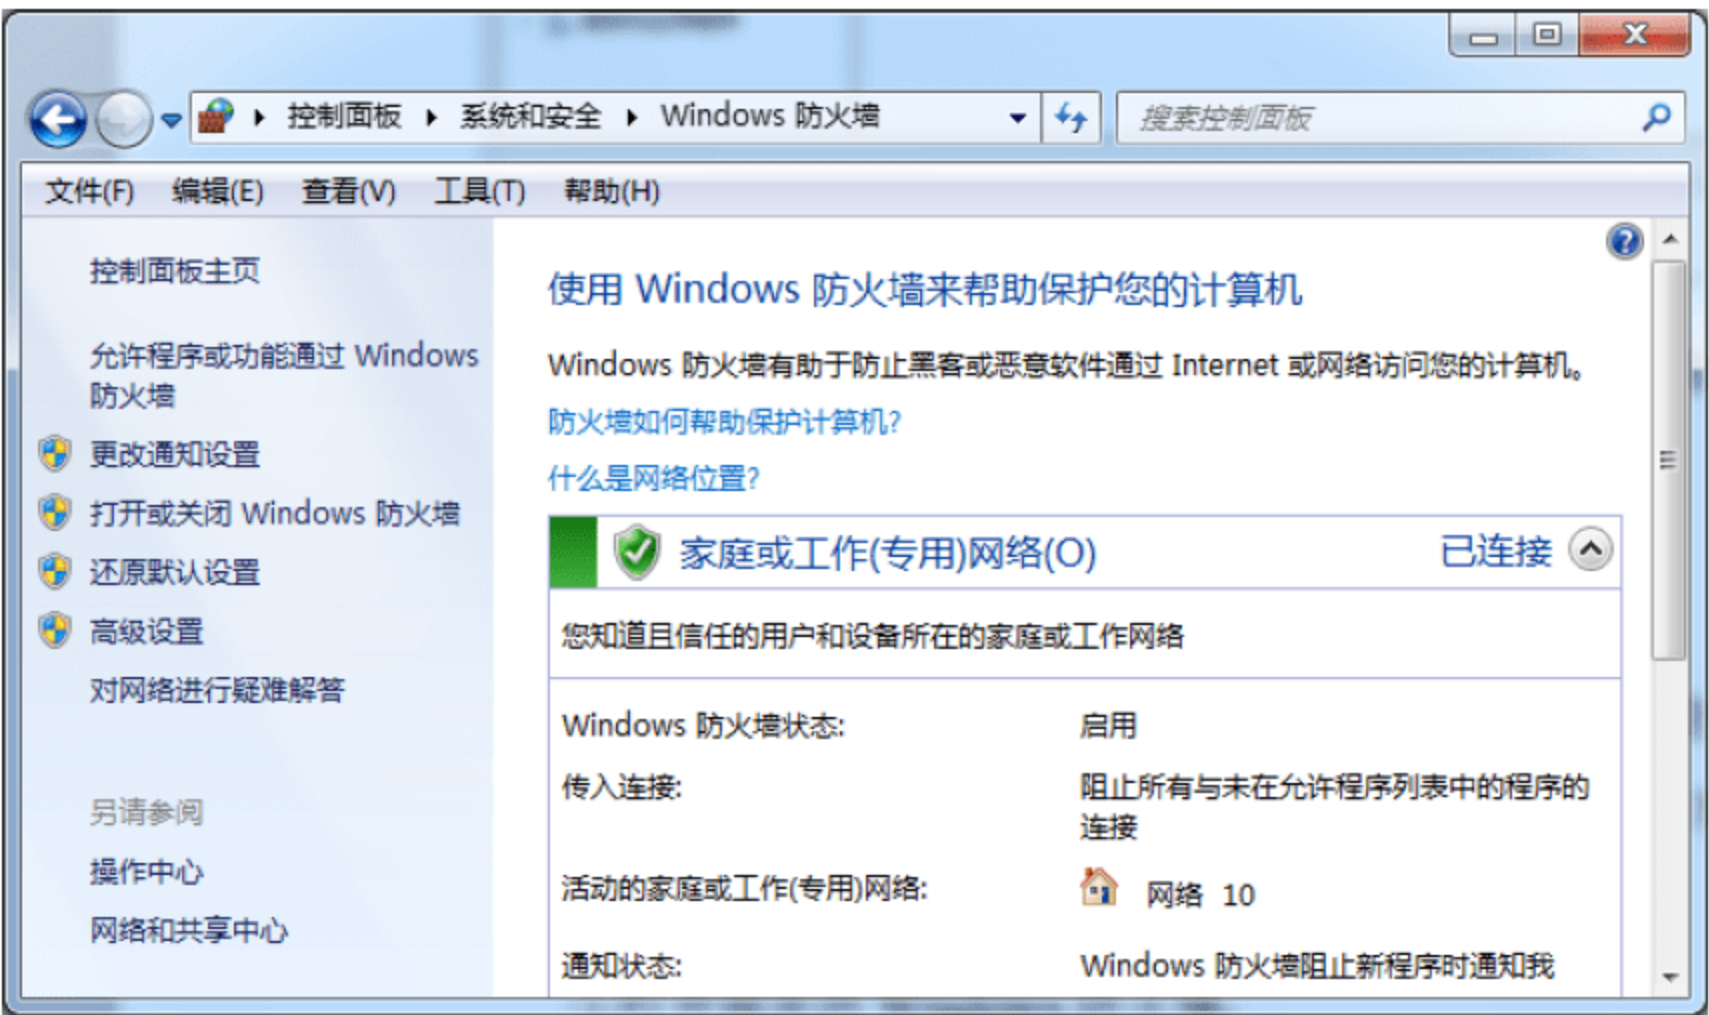 控制面板 系统和安全 Windows 防火墙
搜索控制面板
文件(F) 编辑(E) 查看(V) 工具(T) 帮助(H)
控制面板主页
允许程序或功能通过 Windows
防火墙
更改通知设置
打开或关闭 Windows 防火墙
还原默认设置
高级设置
对网络进行疑难解答
另请参阅
操作中心
网络和共享中心
使用 Windows 防火墙来帮助保护您的计算机
Windows 防火墙有助于防止黑客或恶意软件通过 Internet 或网络访问您的计算机。
防火墙如何帮助保护计算机?
什么是网络位置?
家庭或工作(专用)网络(O) 已连接
您知道且信任的用户和设备所在的家庭或工作网络
Windows 防火墙状态: 启用
传入连接: 阻止所有与未在允许程序列表中的程序的
连接
活动的家庭或工作(专用)网络: 网络 10
通知状态: Windows 防火墙阻止新程序时通知我